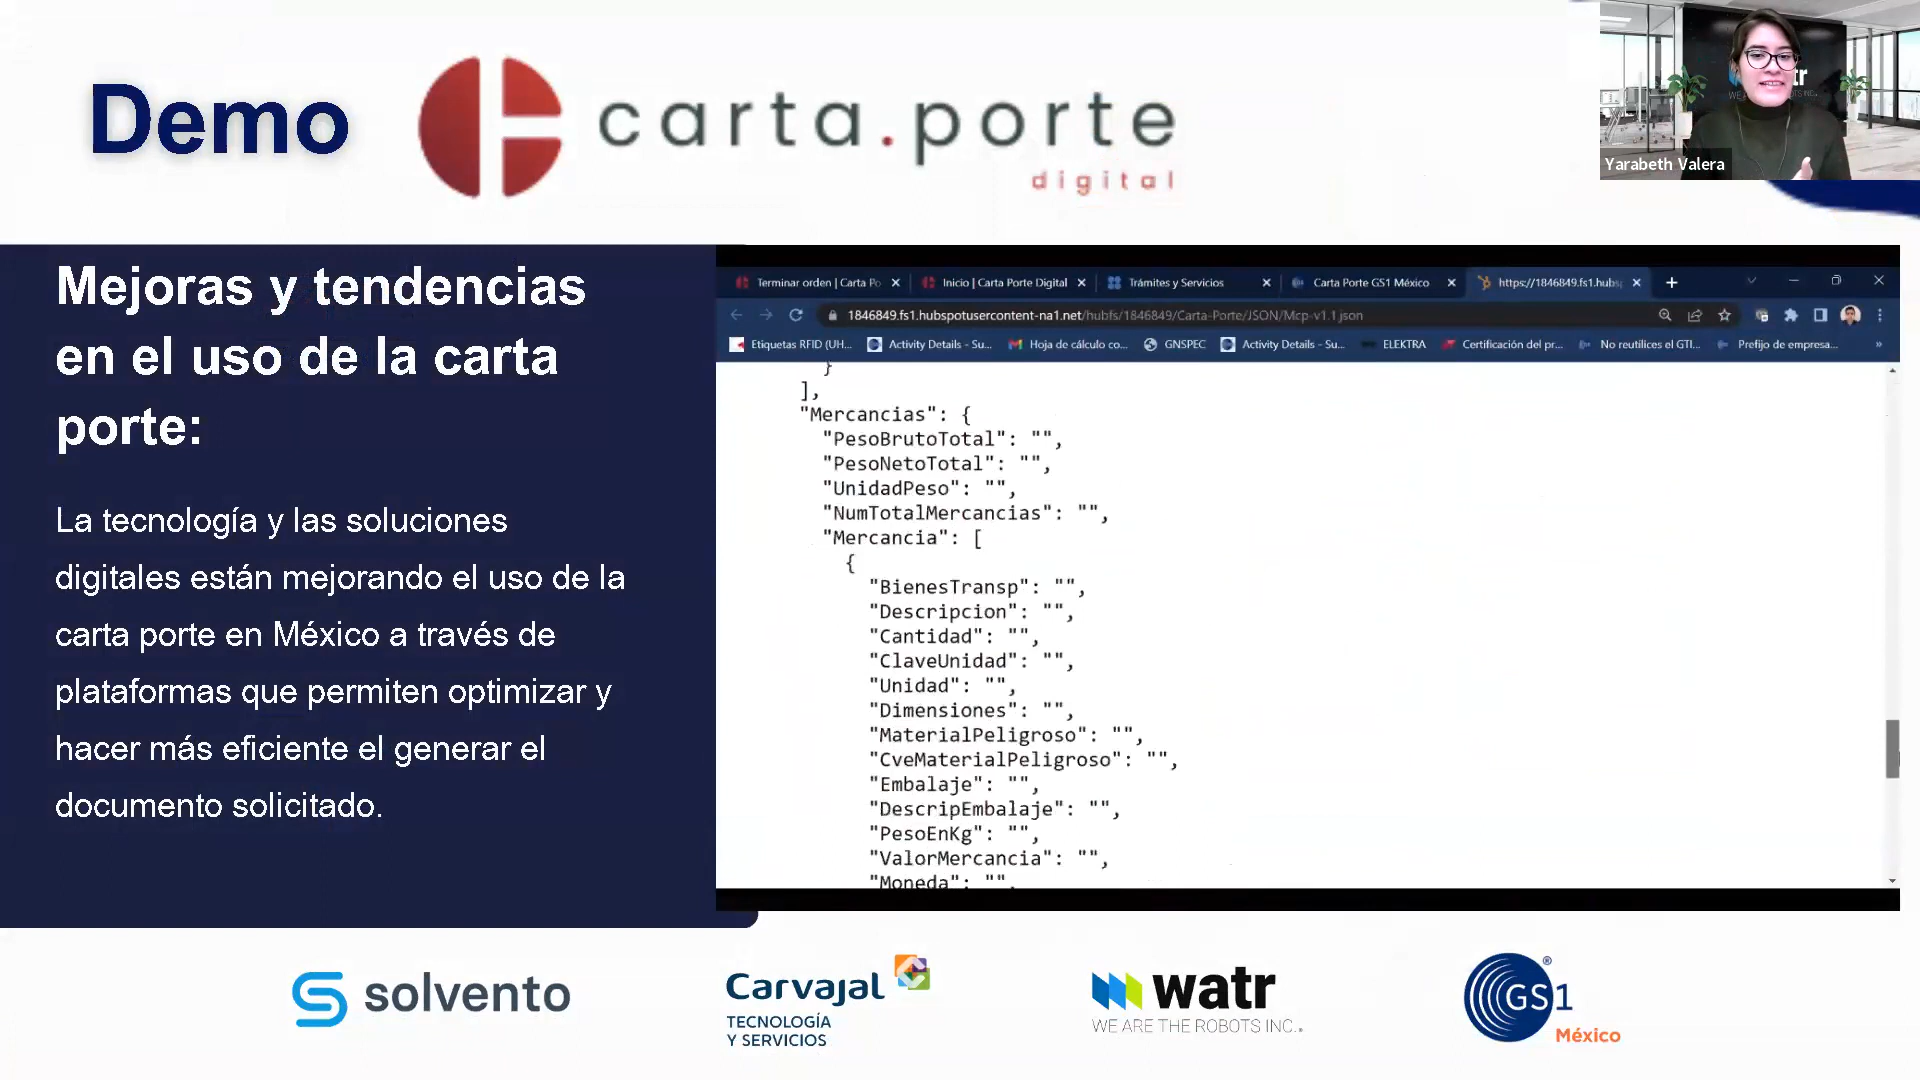 Demo
carta.porte
digital
Yarabeth Valera
WE ARE THE ROBOTS INC.
Mejoras y tendencias
en el uso de la carta
porte:
La tecnología y las soluciones
digitales están mejorando el uso de la
carta porte en México a través de
plataformas que permiten optimizar y
hacer más eficiente el generar el
documento solicitado.
Terminar orden | Carta Po
Inicio | Carta Porte Digital
Trámites y Servicios
Carta Porte GS1 México
https://1846849.fs1.hubs
1846849.fs1.hubspotusercontent-na1.net/hubfs/1846849/Carta-Porte/JSON/Mcp-v1.1.json
Etiquetas RFID (UH...
Activity Details - Su...
Hoja de cálculo co...
GNSPEC
Activity Details - Su...
ELEKTRA
Certificación del pr...
No reutilices el GTI...
Prefijo de empresa...
}
],
"Mercancias": {
"PesoBrutoTotal": "",
"PesoNetoTotal": "",
"UnidadPeso": "",
"NumTotalMercancias": "",
"Mercancia": [
{
"BienesTransp": "",
"Descripcion": "",
"Cantidad": "",
"ClaveUnidad": "",
"Unidad": "",
"Dimensiones": "",
"MaterialPeligroso": "",
"CveMaterialPeligroso": "",
"Embalaje": "",
"DescripEmbalaje": "",
"PesoEnKg": "",
"ValorMercancia": "",
"Moneda": "",
solvento
Carvajal
TECNOLOGÍA
Y SERVICIOS
watr
WE ARE THE ROBOTS INC.
GS1
México